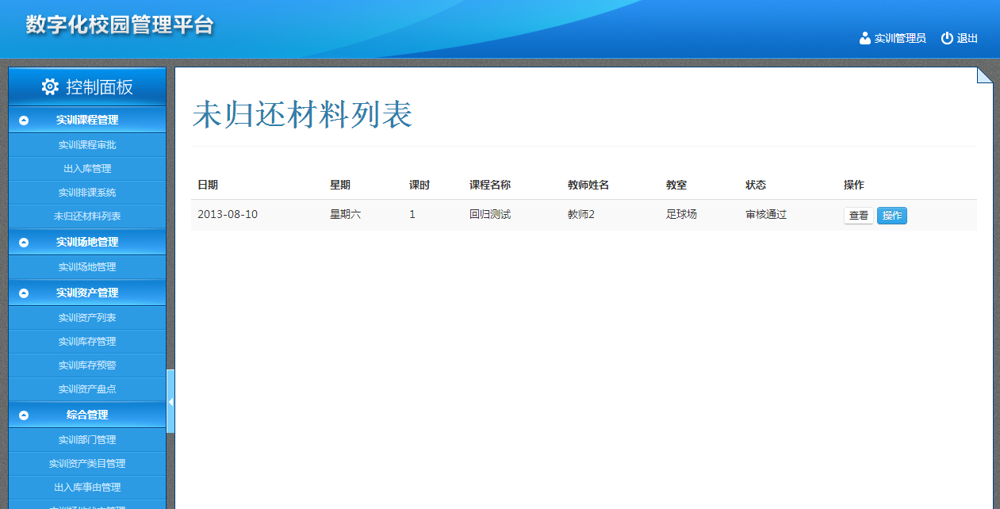 数字化校园管理平台
实训管理员 退出
控制面板
实训课程管理
实训课程审批
出入库管理
实训排课系统
未归还材料列表
实训场地管理
实训场地管理
实训资产管理
实训资产列表
实训库存管理
实训库存预警
实训资产盘点
综合管理
实训部门管理
实训资产类目管理
出入库事由管理
未归还材料列表
日期 星期 课时 课程名称 教师姓名 教室 状态 操作
2013-08-10 星期六 1 回归测试 教师2 足球场 审核通过 查看 操作